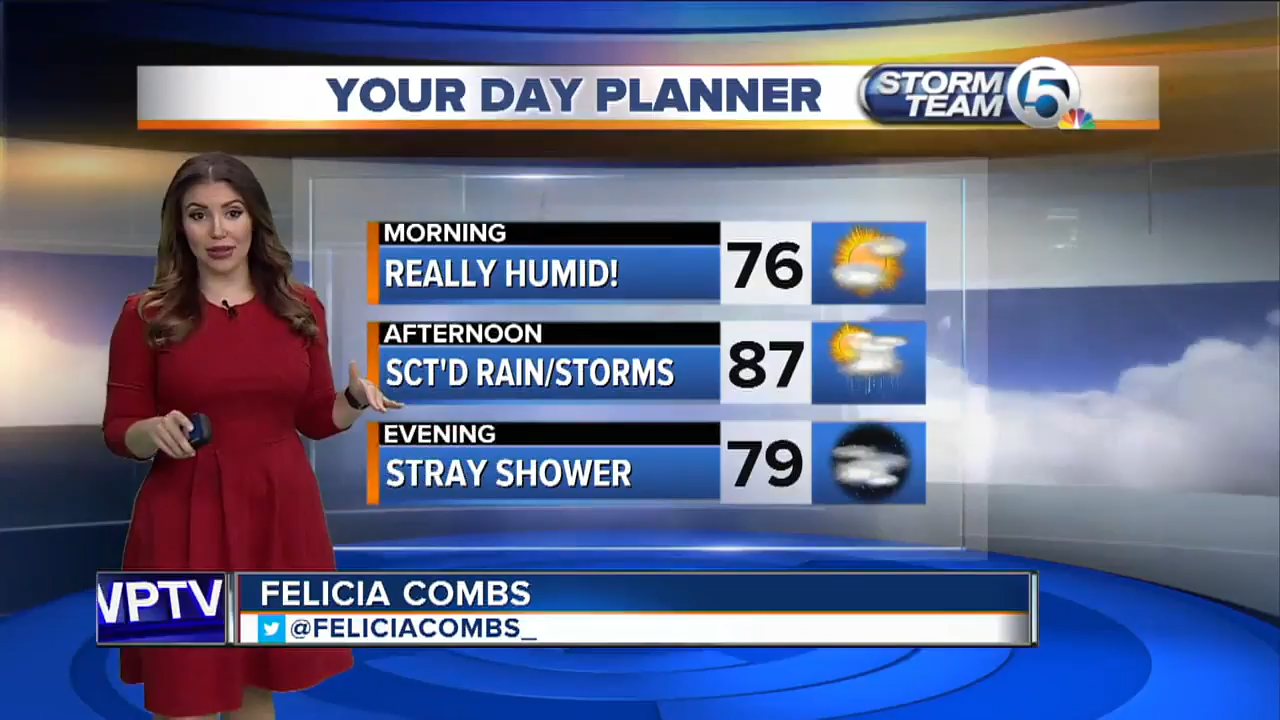 YOUR DAY PLANNER
STORM
TEAM 5
MORNING
REALLY HUMID!
76
AFTERNOON
SCT'D RAIN/STORMS
87
EVENING
STRAY SHOWER
79
WPTV
FELICIA COMBS
@FELICIACOMBS_